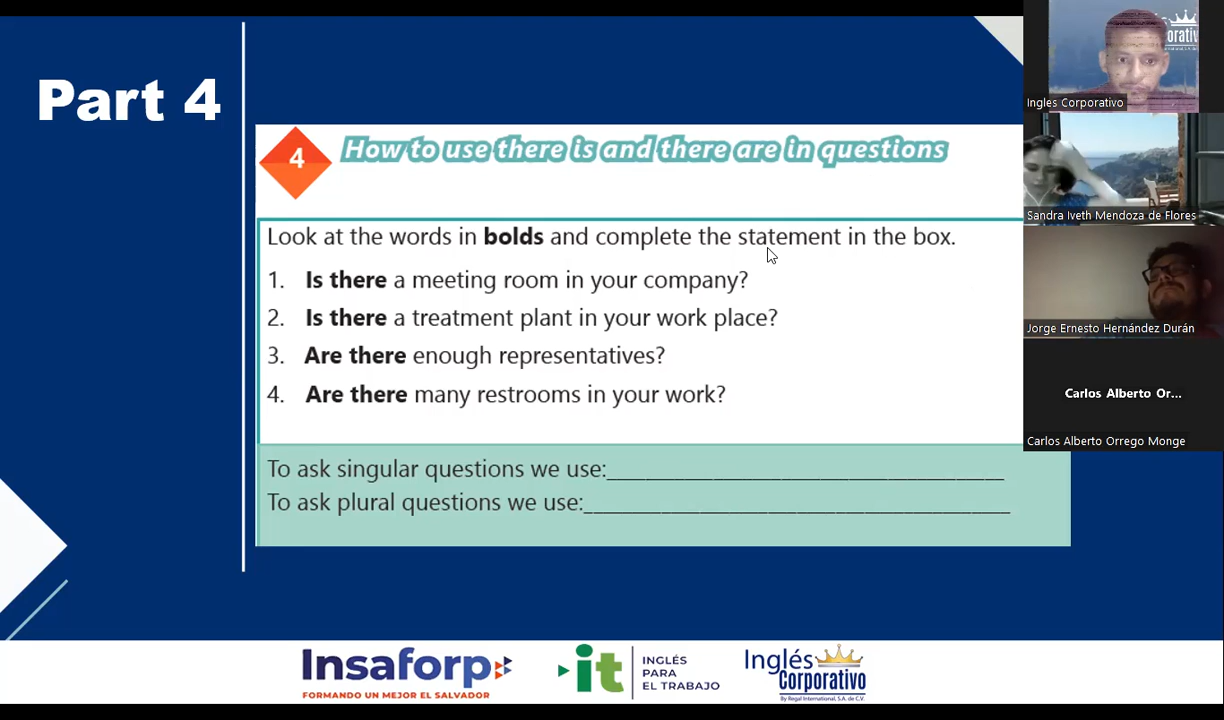 Part 4
4
How to use there is and there are in questions
Look at the words in bolds and complete the statement in the box.
1. Is there a meeting room in your company?
2. Is there a treatment plant in your work place?
3. Are there enough representatives?
4. Are there many restrooms in your work?
To ask singular questions we use:________________________________
To ask plural questions we use:___________________________________
Insaforp
FORMANDO UN MEJOR EL SALVADOR
it
INGLÉS
PARA
EL TRABAJO
Inglés
Corporativo
By Regal International, S.A. de C.V.
orativo
Ingles Corporativo
Sandra Iveth Mendoza de Flores
Jorge Ernesto Hernández Durán
Carlos Alberto Or...
Carlos Alberto Orrego Monge